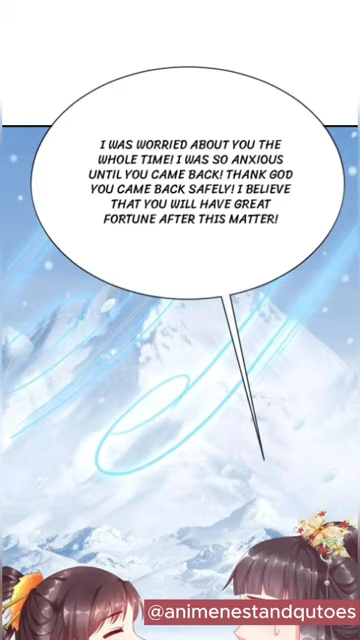 I WAS WORRIED ABOUT YOU THE
WHOLE TIME! I WAS SO ANXIOUS
UNTIL YOU CAME BACK! THANK GOD
YOU CAME BACK SAFELY! I BELIEVE
THAT YOU WILL HAVE GREAT
FORTUNE AFTER THIS MATTER!
@animenestandqutoes